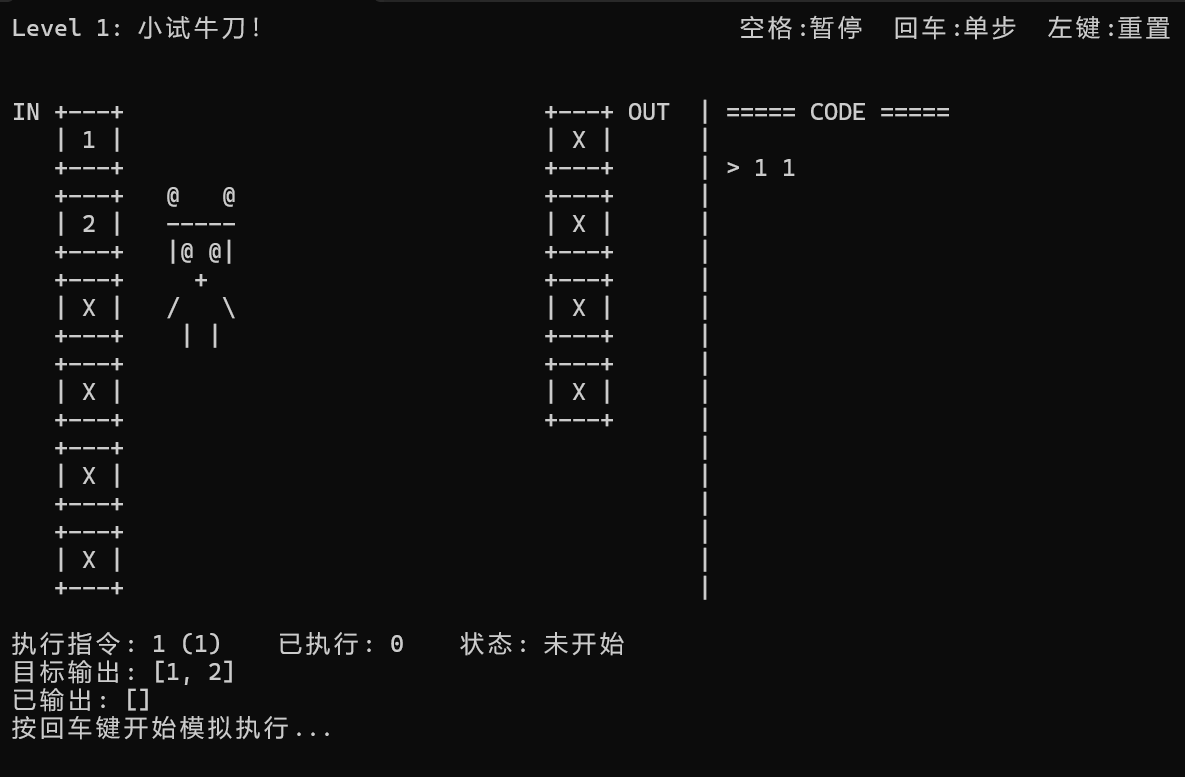 Level 1: 小试牛刀!                                  空格:暂停  回车:单步  左键:重置

IN +---+                              +---+ OUT  | ===== CODE =====
   | 1 |                              | X |      |
   +---+                              +---+      | > 1 1
   +---+   @   @                      +---+      |
   | 2 |   -----                      | X |      |
   +---+   |@ @|                      +---+      |
   +---+     +                        +---+      |
   | X |   /   \                      | X |      |
   +---+    | |                       +---+      |
   +---+                              +---+      |
   | X |                              | X |      |
   +---+                              +---+      |
   +---+                                         |
   | X |                                         |
   +---+                                         |
   +---+                                         |
   | X |                                         |
   +---+                                         |

执行指令: 1 (1)    已执行: 0    状态: 未开始
目标输出: [1, 2]
已输出: []
按回车键开始模拟执行...